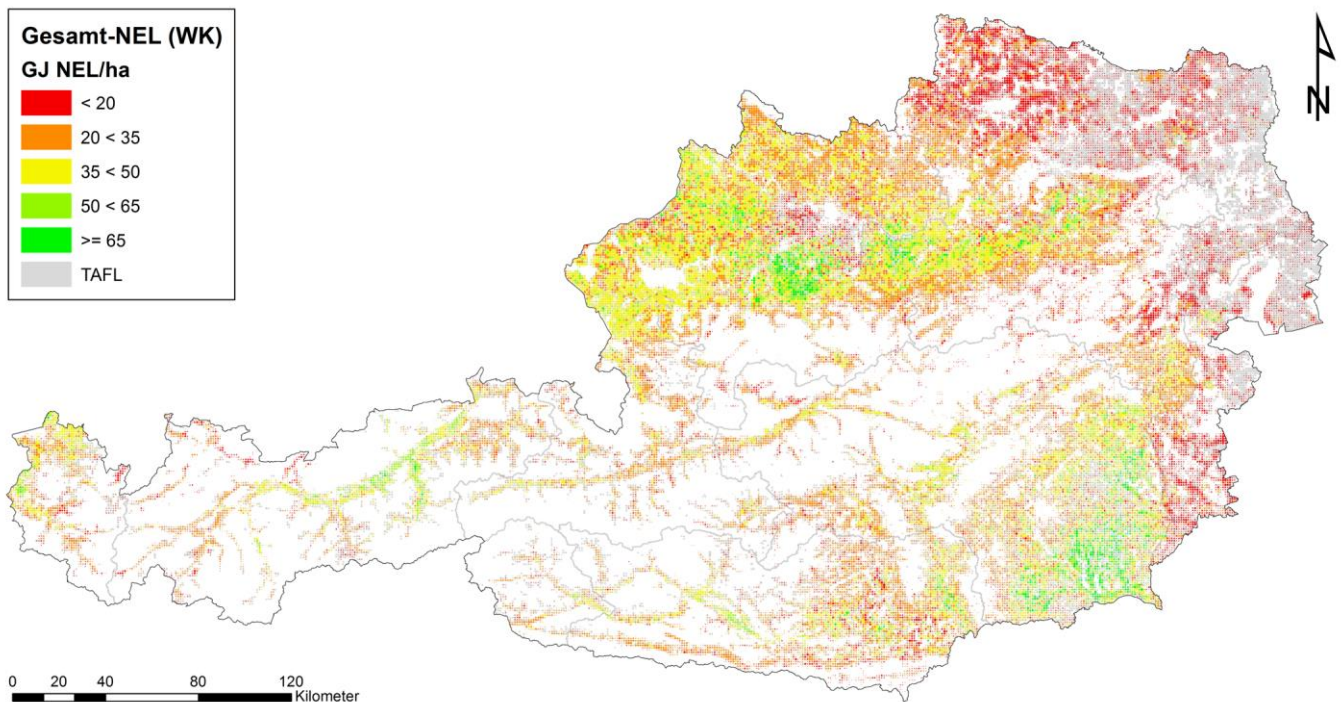 Gesamt-NEL (WK)
GJ NEL/ha
< 20
20 < 35
35 < 50
50 < 65
>= 65
TAFL
N
0 20 40 80 120
Kilometer